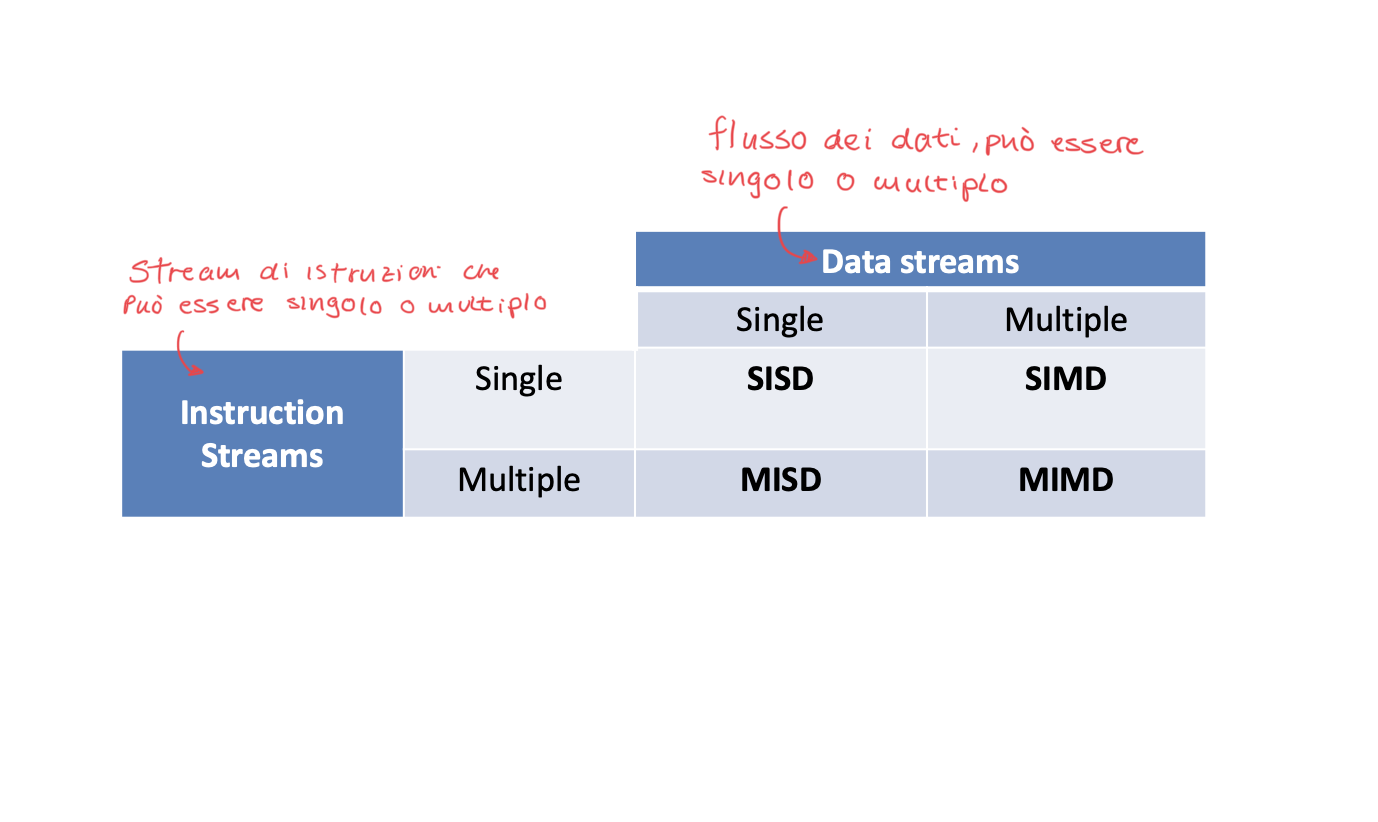 flusso dei dati, può essere
singolo o multiplo
Data streams
Stream di istruzioni che
Può essere singolo o multiplo
Single Multiple
Instruction
Streams
Single SISD SIMD
Multiple MISD MIMD